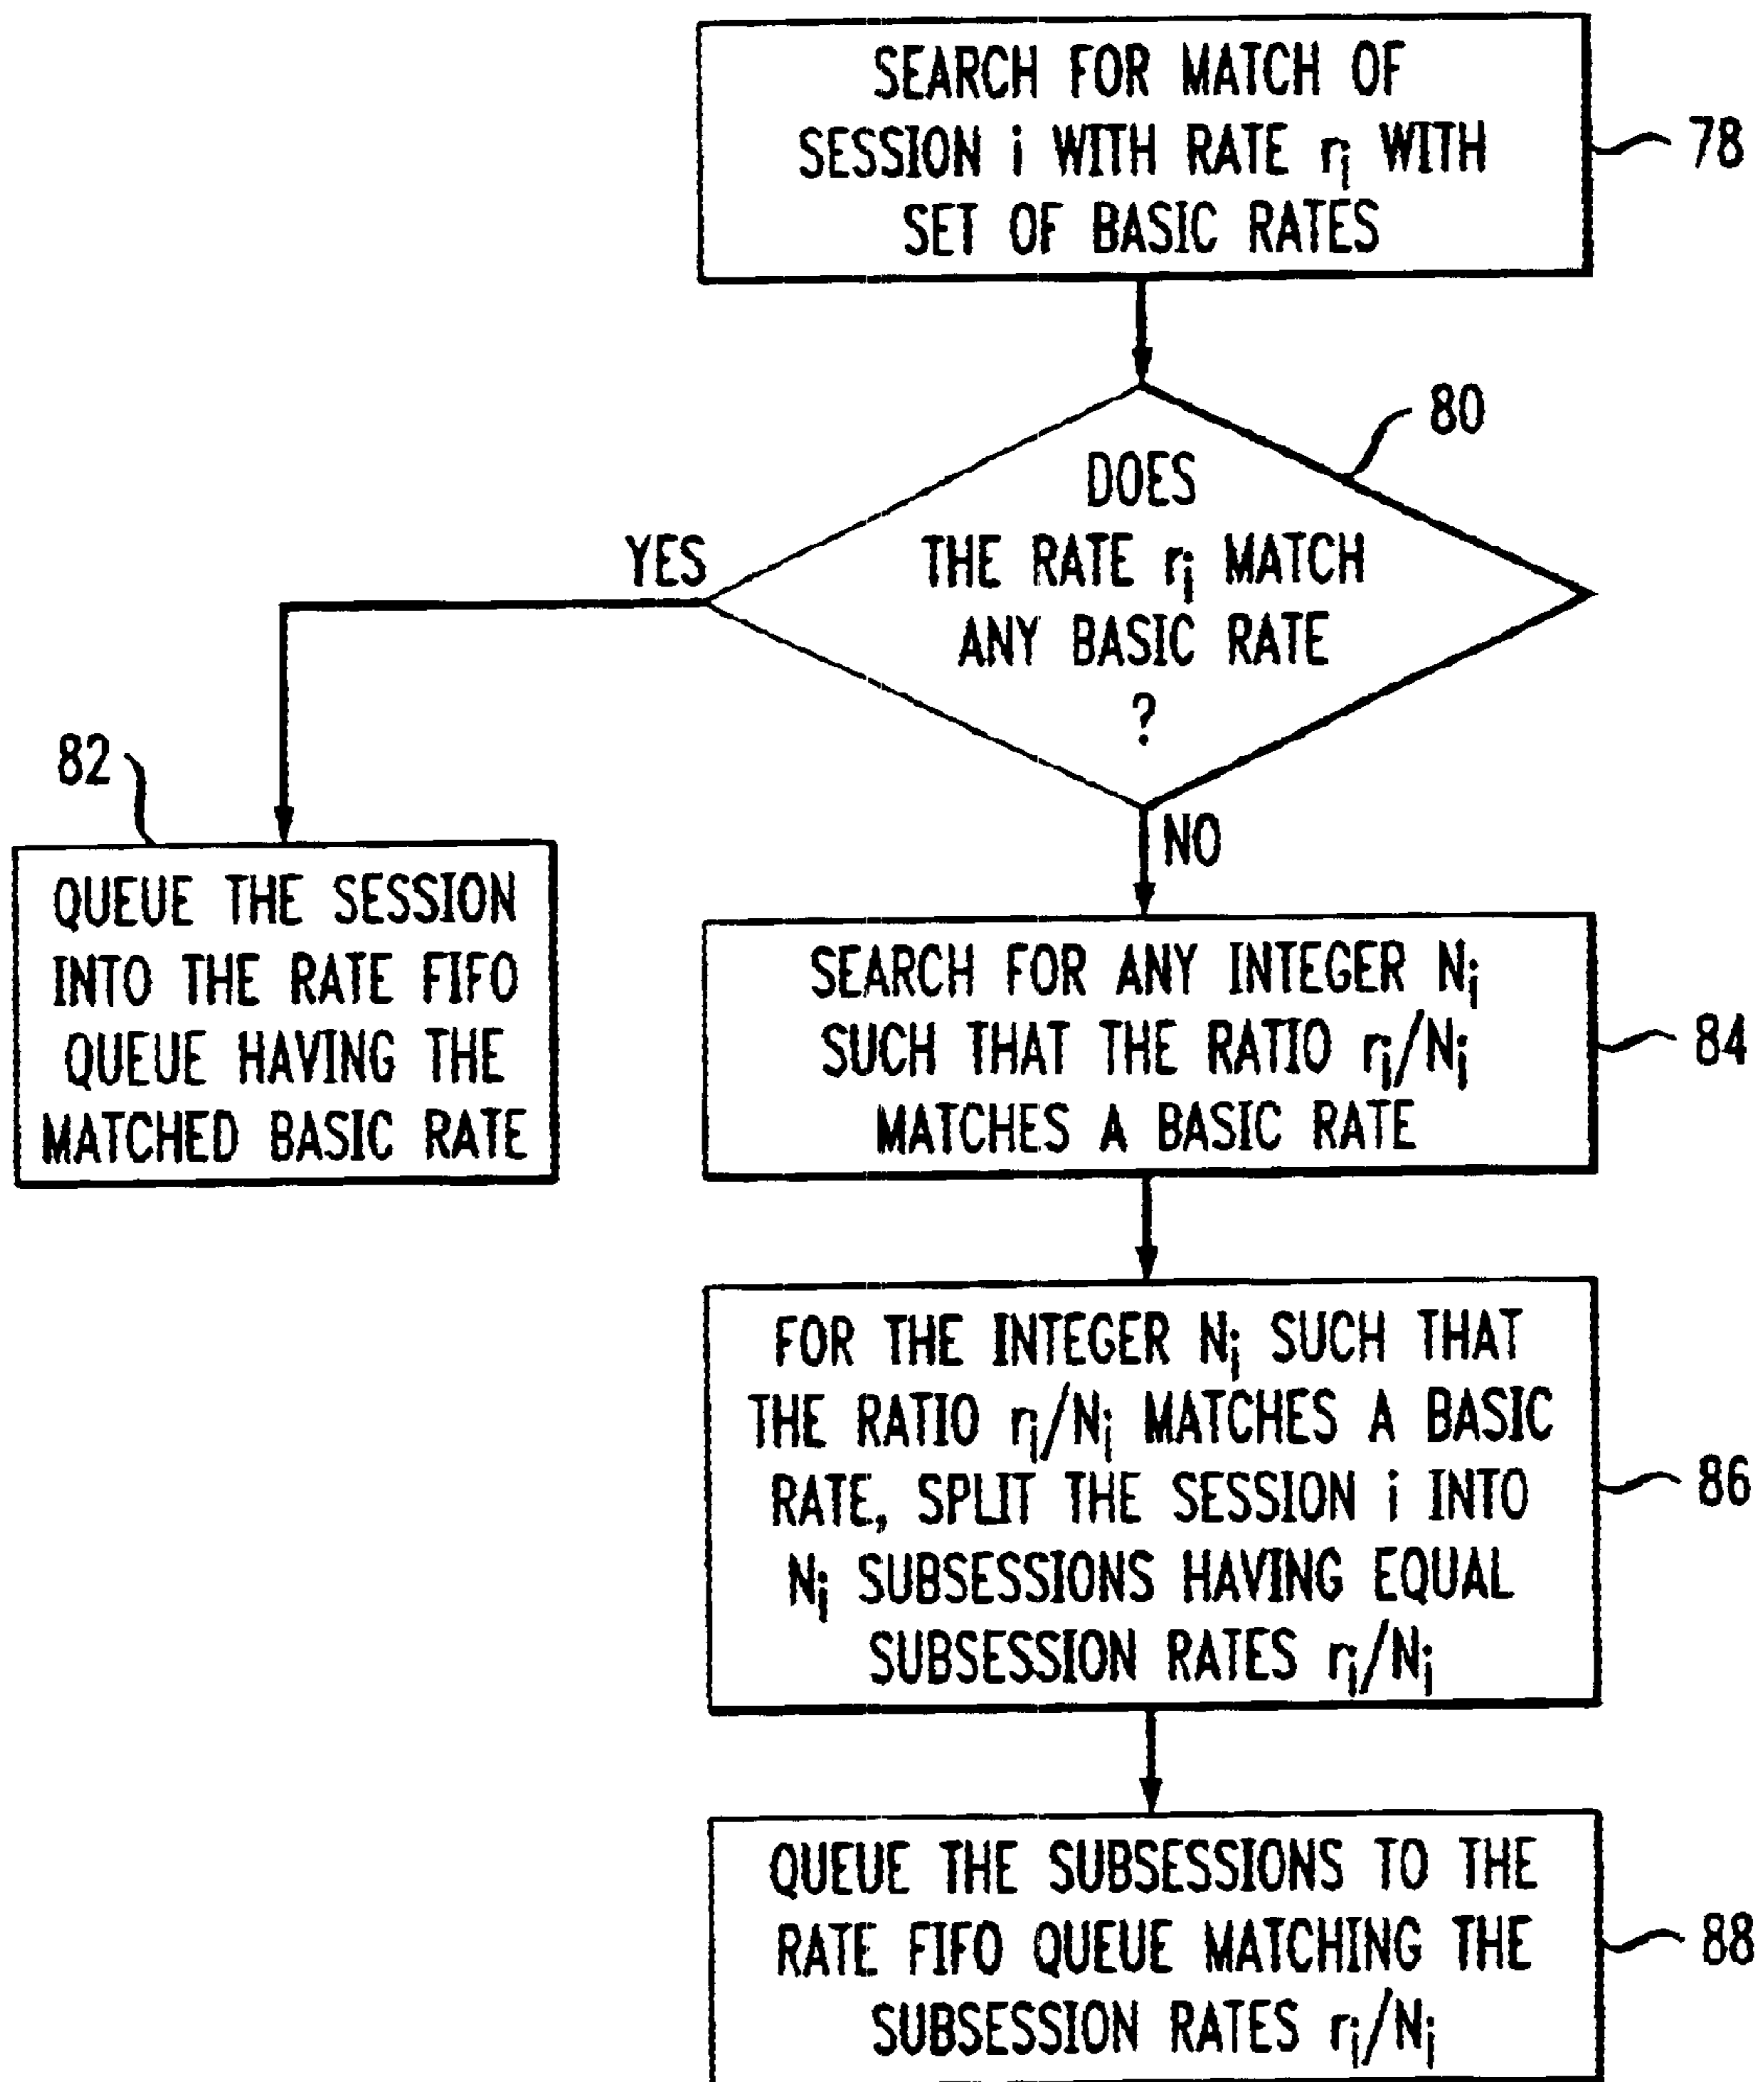 SEARCH FOR MATCH OF
SESSION i WITH RATE ri WITH
SET OF BASIC RATES
78
80
DOES
THE RATE ri MATCH
ANY BASIC RATE
?
YES
NO
82
QUEUE THE SESSION
INTO THE RATE FIFO
QUEUE HAVING THE
MATCHED BASIC RATE
SEARCH FOR ANY INTEGER Ni
SUCH THAT THE RATIO ri/Ni
MATCHES A BASIC RATE
84
FOR THE INTEGER Ni SUCH THAT
THE RATIO ri/Ni MATCHES A BASIC
RATE, SPLIT THE SESSION i INTO
Ni SUBSESSIONS HAVING EQUAL
SUBSESSION RATES ri/Ni
86
QUEUE THE SUBSESSIONS TO THE
RATE FIFO QUEUE MATCHING THE
SUBSESSION RATES ri/Ni
88